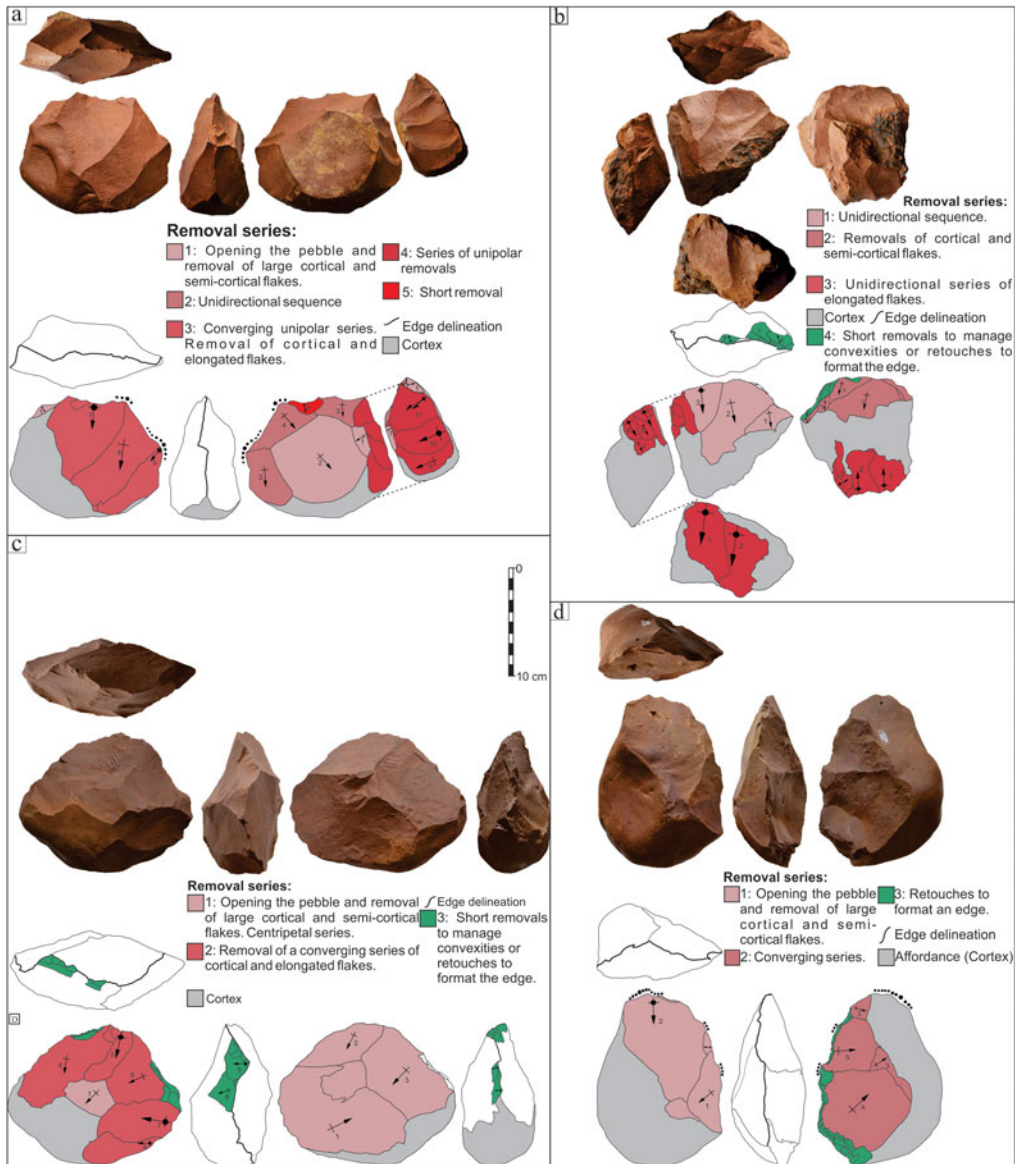 a
Removal series:
1: Opening the pebble and
removal of large cortical and
semi-cortical flakes.
2: Unidirectional sequence
3: Converging unipolar series.
Removal of cortical and
elongated flakes.
4: Series of unipolar
removals
5: Short removal
Edge delineation
Cortex
b
Removal series:
1: Unidirectional sequence.
2: Removals of cortical and
semi-cortical flakes.
3: Unidirectional series of
elongated flakes.
Cortex Edge delineation
4: Short removals to manage
convexities or retouches to
format the edge.
c
0
10 cm
Removal series:
1: Opening the pebble and removal
of large cortical and semi-cortical
flakes. Centripetal series.
2: Removal of a converging series of
cortical and elongated flakes.
Cortex
Edge delineation
3: Short removals
to manage
convexities or
retouches to
format the edge.
D
d
Removal series:
1: Opening the pebble
and removal of large
cortical and semi-
cortical flakes.
2: Converging series.
3: Retouches to
format an edge.
Edge delineation
Affordance (Cortex)